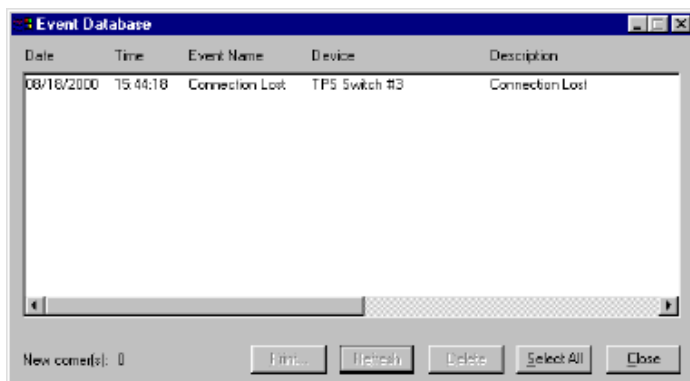 Event Database
Date Time Event Name Device Description
08/18/2000 15:44:18 Connection Lost TPS Switch #3 Connection Lost
New comer(s): 0
Print... Refresh Delete Select All Close